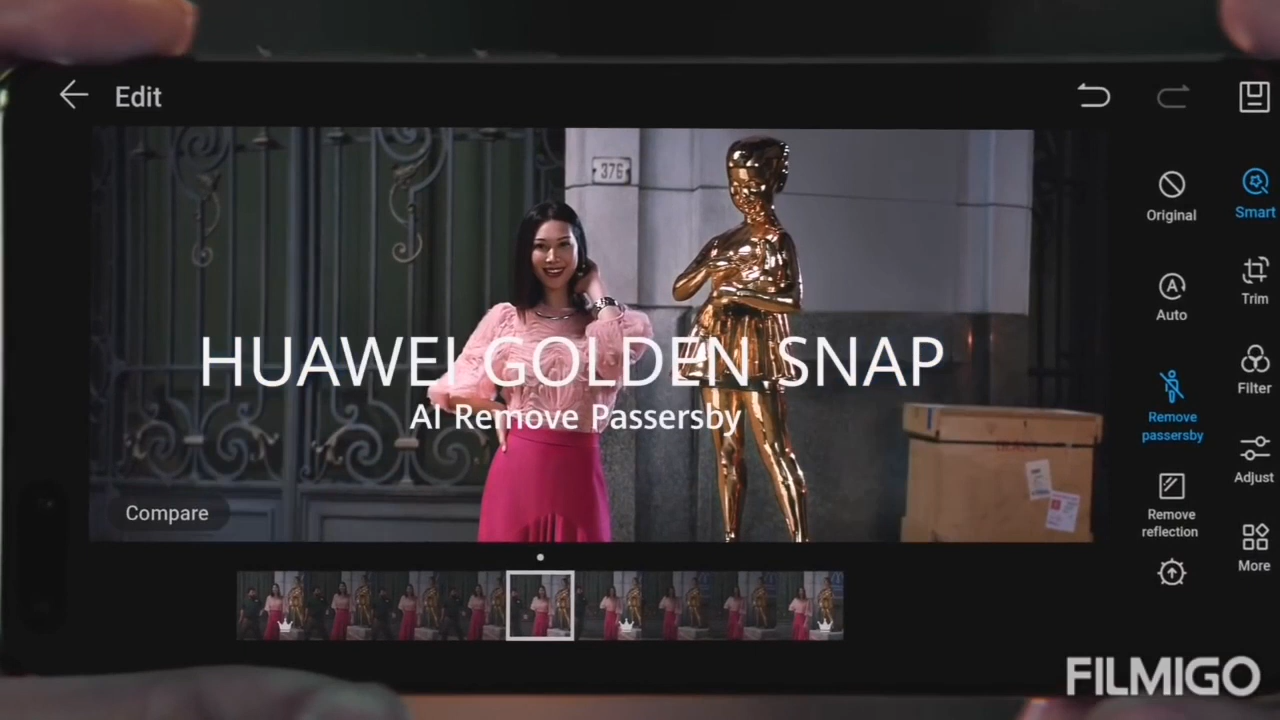 Edit
376
HUAWEI GOLDEN SNAP
AI Remove Passersby
Compare
Original
Auto
Remove
passersby
Remove
reflection
Smart
Trim
Filter
Adjust
More
FILMIGO